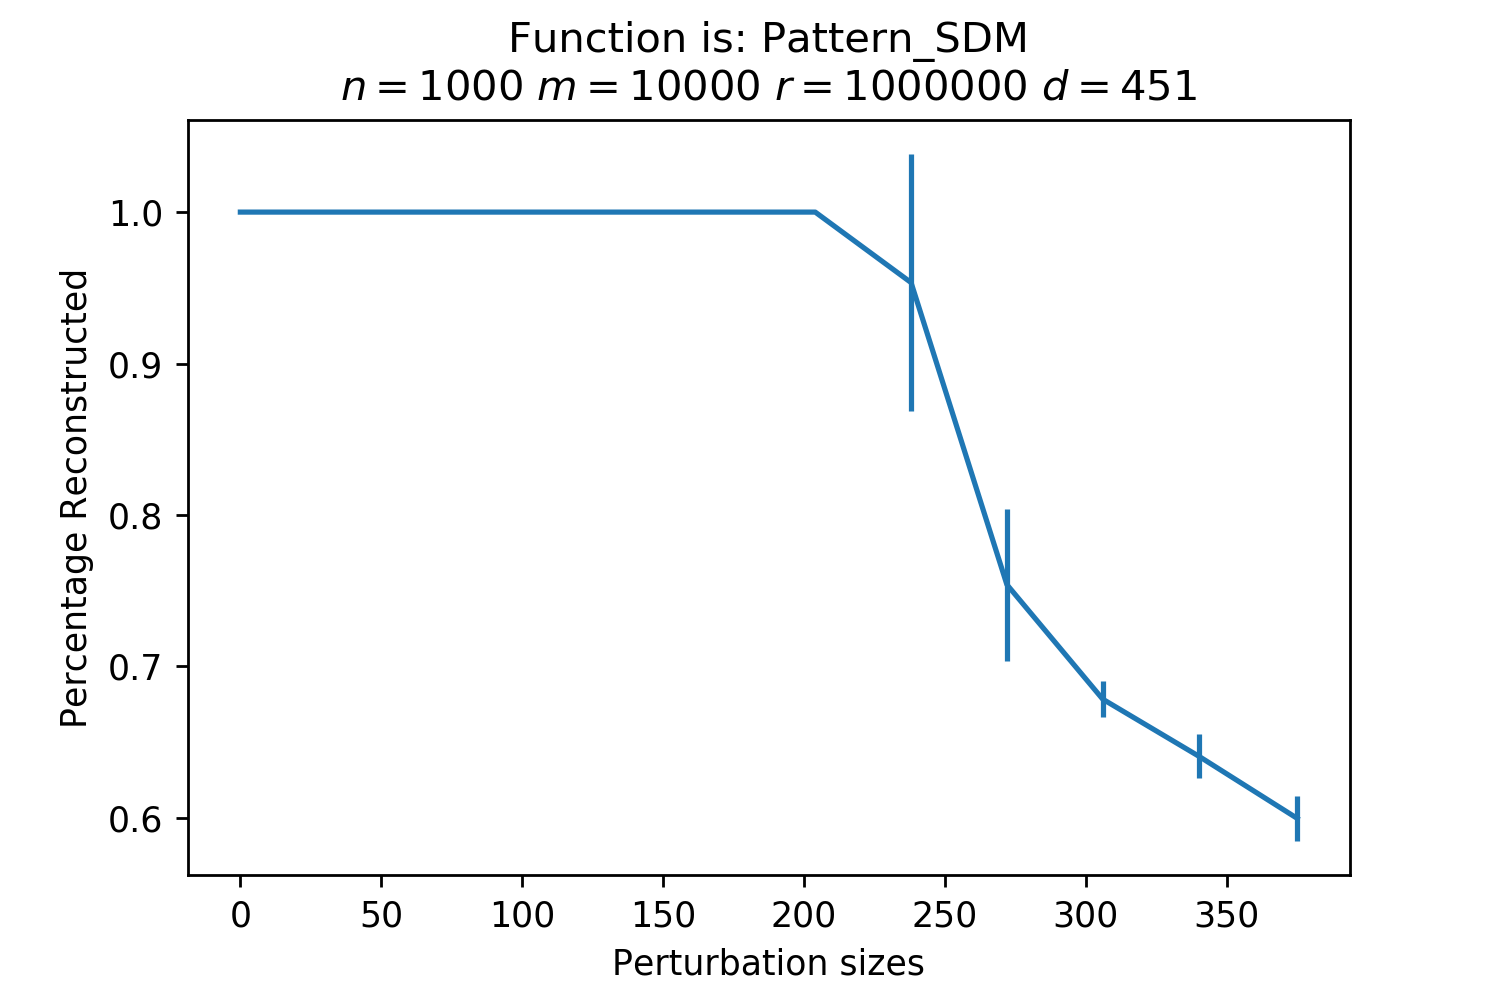 Function is: Pattern_SDM
n = 1000 m = 10000 r = 1000000 d = 451
Percentage Reconstructed
1.0
0.9
0.8
0.7
0.6
0 50 100 150 200 250 300 350
Perturbation sizes